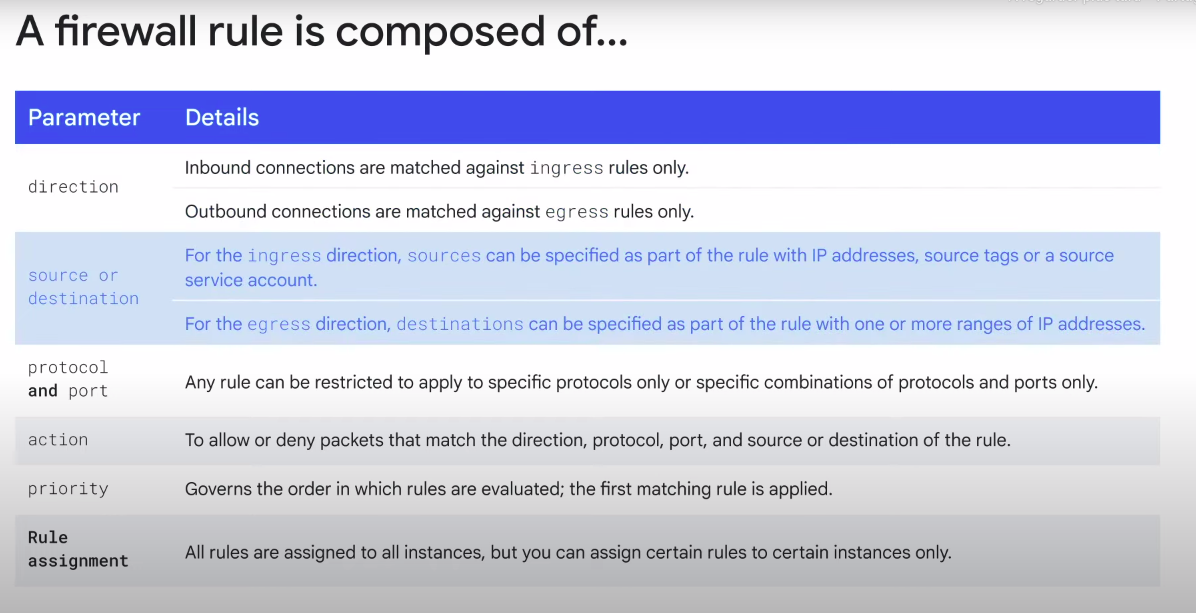 A firewall rule is composed of...
Parameter Details
direction
Inbound connections are matched against ingress rules only.
Outbound connections are matched against egress rules only.
source or
destination
For the ingress direction, sources can be specified as part of the rule with IP addresses, source tags or a source
service account.
For the egress direction, destinations can be specified as part of the rule with one or more ranges of IP addresses.
protocol
and port
Any rule can be restricted to apply to specific protocols only or specific combinations of protocols and ports only.
action
To allow or deny packets that match the direction, protocol, port, and source or destination of the rule.
priority
Governs the order in which rules are evaluated; the first matching rule is applied.
Rule
assignment
All rules are assigned to all instances, but you can assign certain rules to certain instances only.